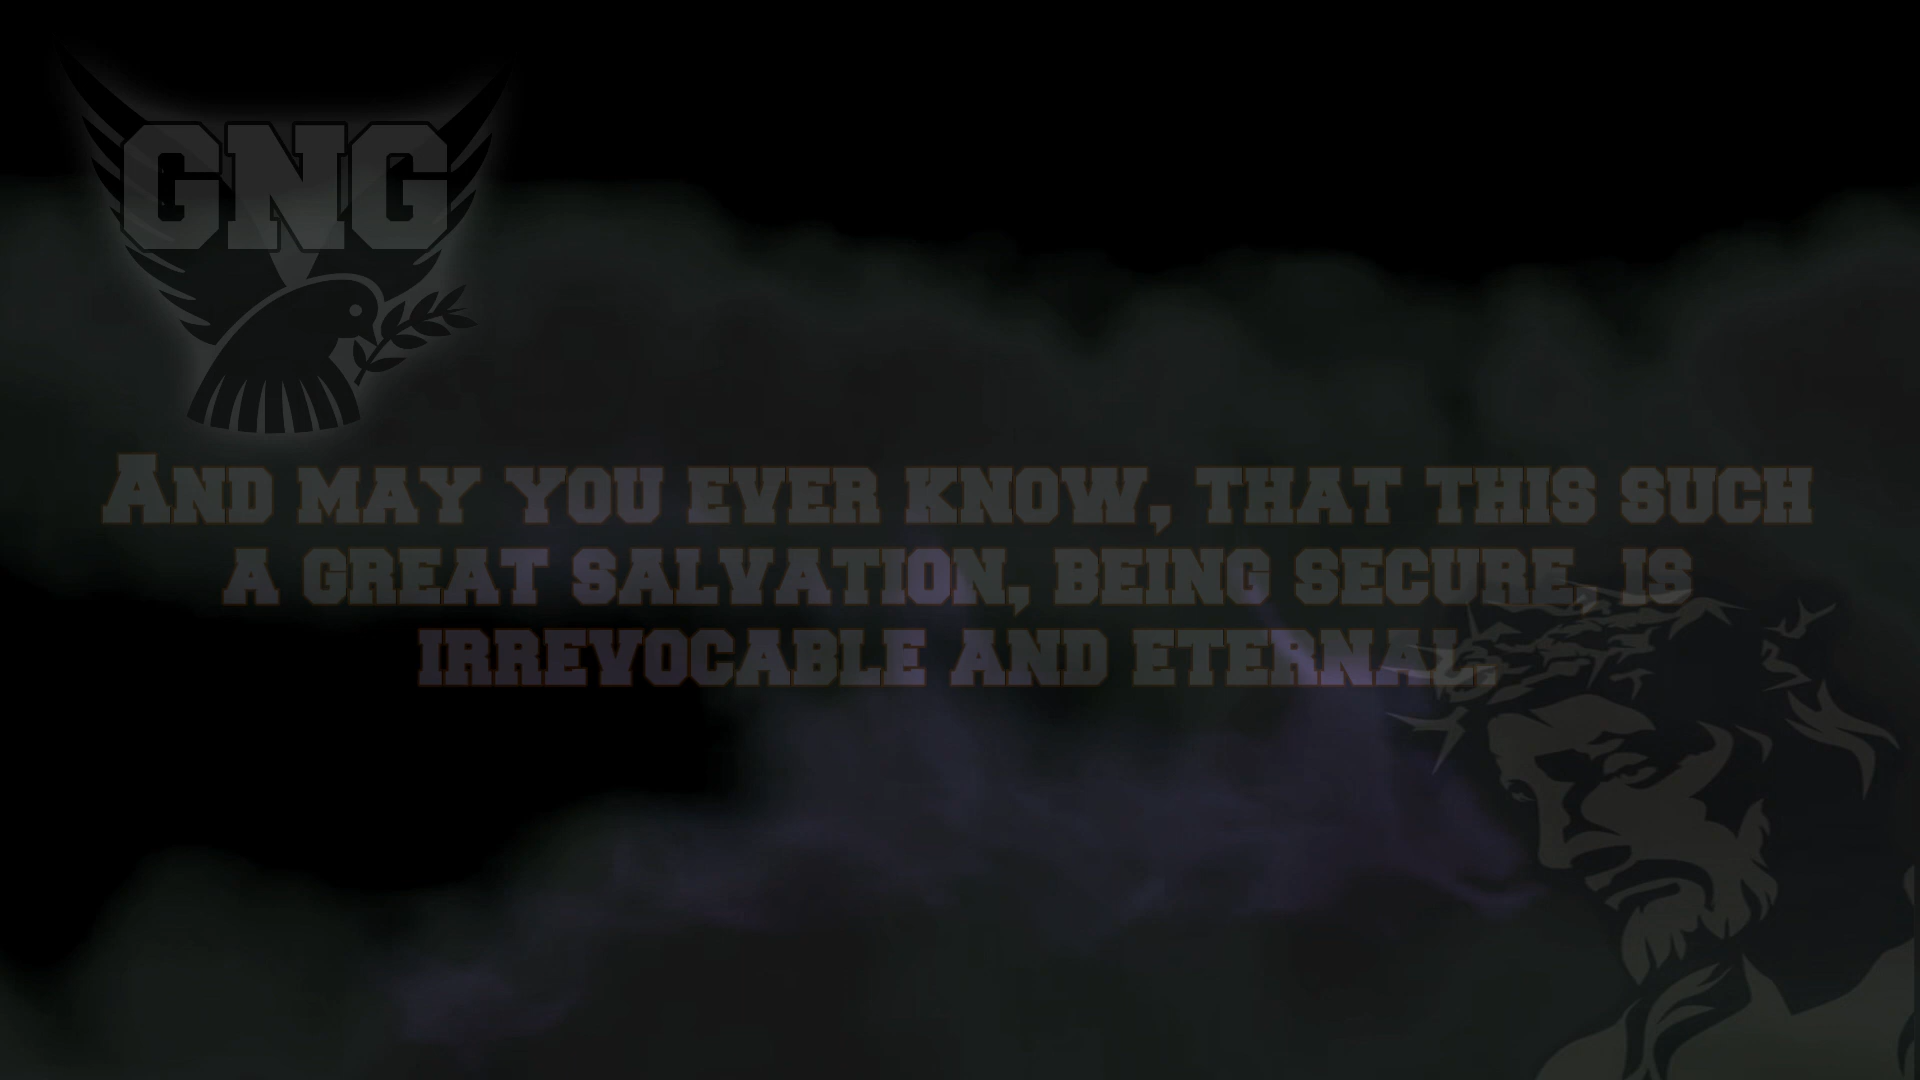 GNG
And may you ever know, that this such
a great salvation, being secure, is
irrevocable and eternal.